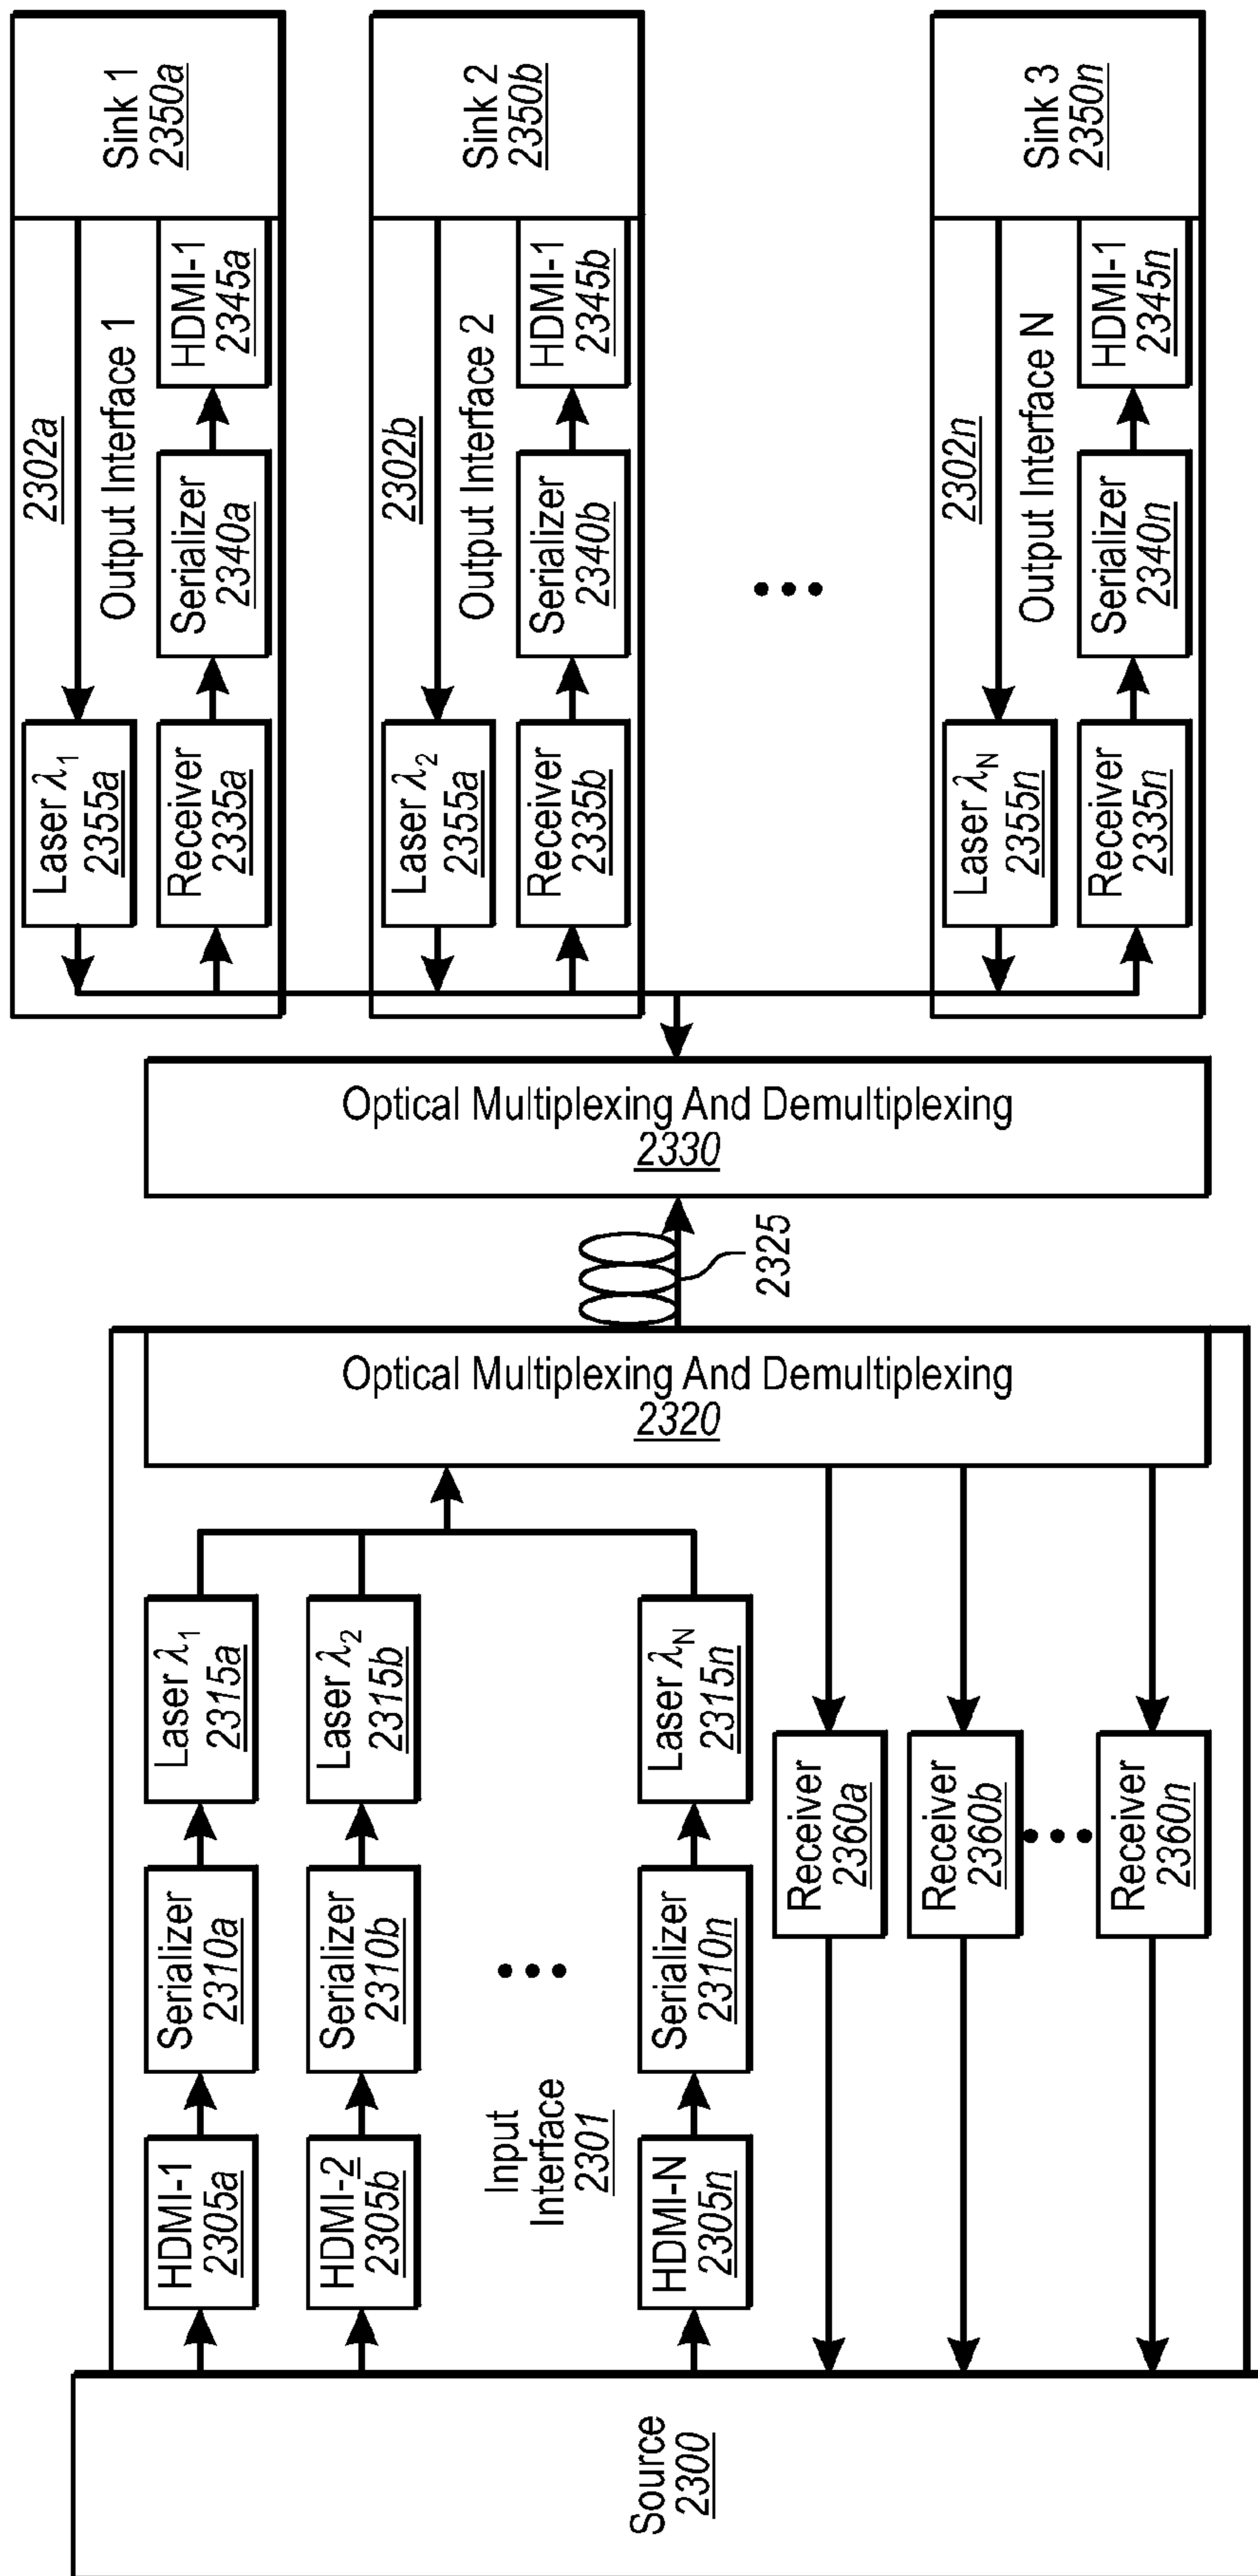 Source
2300
HDMI-1
2305a
Serializer
2310a
Laser λ1
2315a
HDMI-2
2305b
Serializer
2310b
Laser λ2
2315b
Input
Interface
2301
HDMI-N
2305n
Serializer
2310n
Laser λN
2315n
Receiver
2360a
Receiver
2360b
Receiver
2360n
Optical Multiplexing And Demultiplexing
2320
2325
Optical Multiplexing And Demultiplexing
2330
2302a
Laser λ1
2355a
Output Interface 1
Receiver
2335a
Serializer
2340a
HDMI-1
2345a
Sink 1
2350a
2302b
Laser λ2
2355a
Output Interface 2
Receiver
2335b
Serializer
2340b
HDMI-1
2345b
Sink 2
2350b
2302n
Laser λN
2355n
Output Interface N
Receiver
2335n
Serializer
2340n
HDMI-1
2345n
Sink 3
2350n